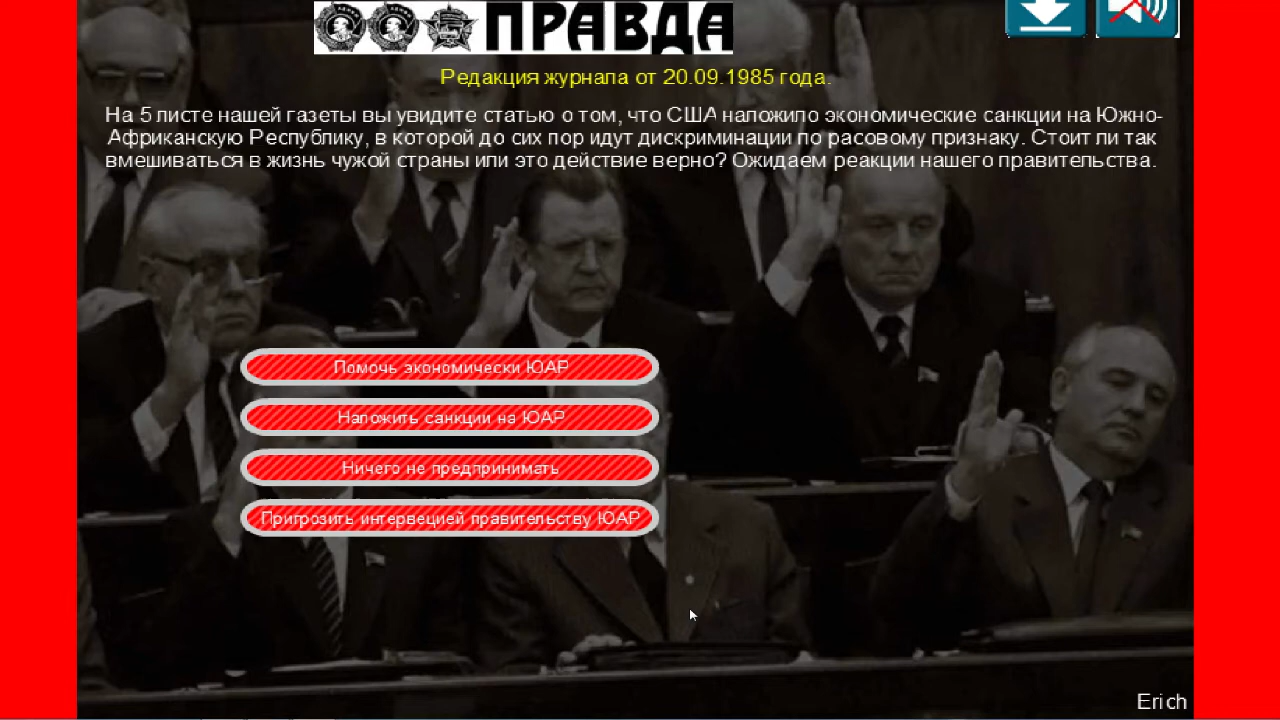 ПРАВДА
Редакция журнала от 20.09.1985 года.
На 5 листе нашей газеты вы увидите статью о том, что США наложило экономические санкции на Южно-
Африканскую Республику, в которой до сих пор идут дискриминации по расовому признаку. Стоит ли так
вмешиваться в жизнь чужой страны или это действие верно? Ожидаем реакции нашего правительства.
Помочь экономически ЮАР
Наложить санкции на ЮАР
Ничего не предпринимать
Пригрозить интервецией правительству ЮАР
Erich